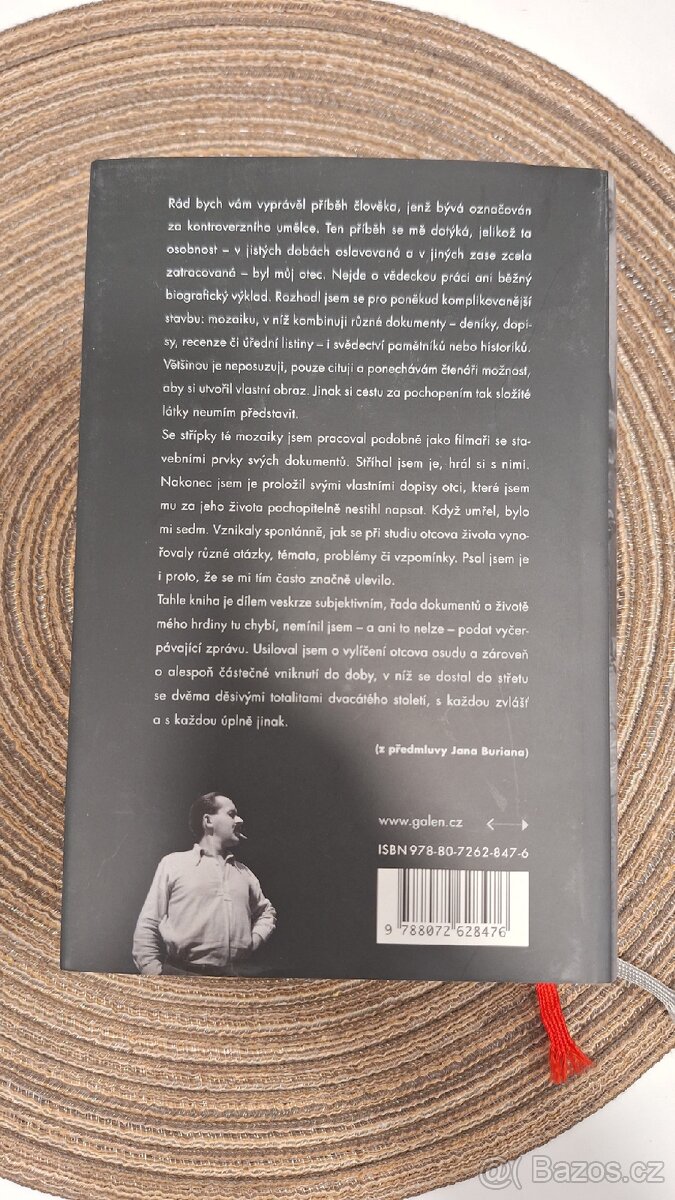 Rád bych vám vyprávěl příběh člověka, jenž bývá označován
za kontroverzního umělce. Ten příběh se mě dotýká, jelikož ta
osobnost – v jistých dobách oslavovaná a v jiných zase zcela
zatracovaná – byl můj otec. Nejde o vědeckou práci ani běžný
biografický výklad. Rozhodl jsem se pro poněkud komplikovanější
stavbu: mozaiku, v níž kombinuji různé dokumenty – deníky, dopi-
sy, recenze či úřední listiny – i svědectví pamětníků nebo historiků.
Většinou je neposuzuji, pouze cituji a ponechávám čtenáři možnost,
aby si utvořil vlastní obraz. Jinak si cestu za pochopením tak složité
látky neumím představit.
Se střípky té mozaiky jsem pracoval podobně jako filmaři se sta-
vebními prvky svých dokumentů. Stříhal jsem je, hrál si s nimi.
Nakonec jsem je proložil svými vlastními dopisy otci, které jsem
mu za jeho života pochopitelně nestihl napsat. Když umřel, bylo
mi sedm. Vznikaly spontánně, jak se při studiu otcova života vyno-
řovaly různé otázky, témata, problémy či vzpomínky. Psal jsem je
i proto, že se mi tím často značně ulevilo.
Tahle kniha je dílem veskrze subjektivním, řada dokumentů o životě
mého hrdiny tu chybí, nemínil jsem – a ani to nelze – podat vyčer-
pávající zprávu. Usiloval jsem o vylíčení otcova osudu a zároveň
o alespoň částečné vniknutí do doby, v níž se dostal do střetu
se dvěma děsivými totalitami dvacátého století, s každou zvlášť
a s každou úplně jinak.
(z předmluvy Jana Buriana)
www.galen.cz
ISBN 978-80-7262-847-6
9 788072 628476
Bazos.cz